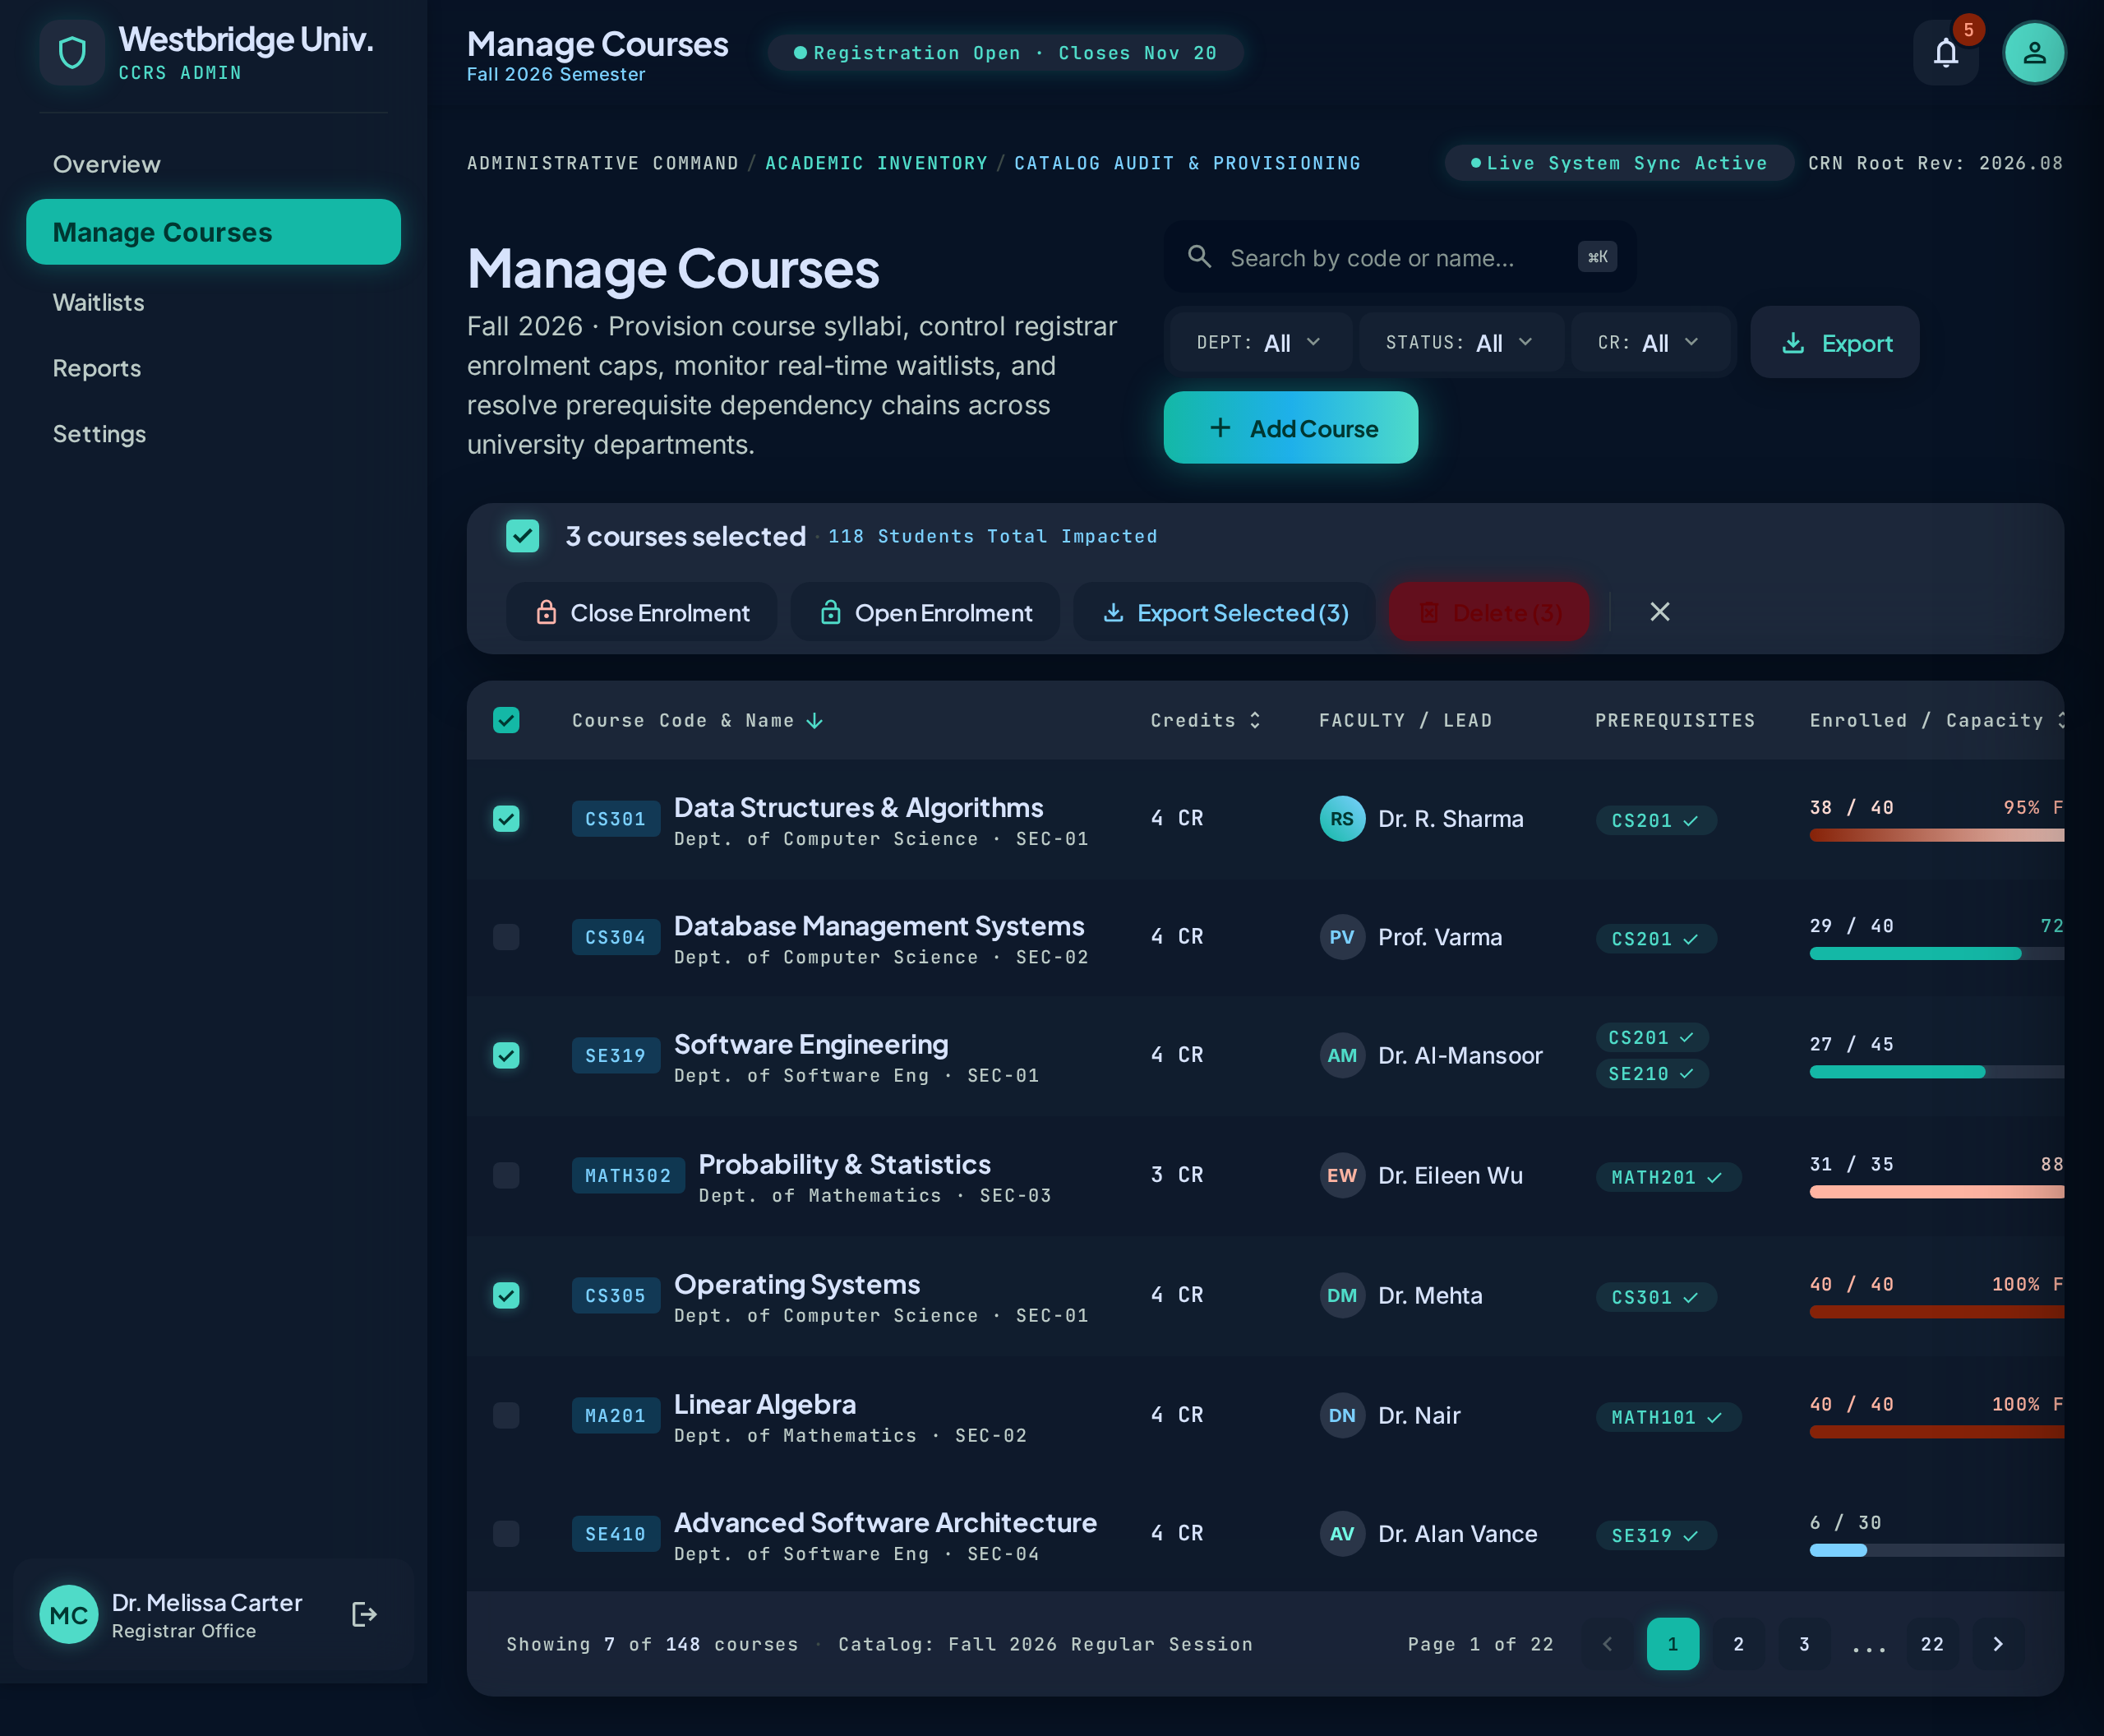 Westbridge Univ.
CCRS ADMIN
Overview
Manage Courses
Waitlists
Reports
Settings
MC
Dr. Melissa Carter
Registrar Office
Manage Courses
Fall 2026 Semester
Registration Open · Closes Nov 20
5
ADMINISTRATIVE COMMAND / ACADEMIC INVENTORY / CATALOG AUDIT & PROVISIONING
Live System Sync Active
CRN Root Rev: 2026.08
Manage Courses
Fall 2026 · Provision course syllabi, control registrar
enrolment caps, monitor real-time waitlists, and
resolve prerequisite dependency chains across
university departments.
Search by code or name...
⌘K
DEPT: All
STATUS: All
CR: All
Export
Add Course
3 courses selected · 118 Students Total Impacted
Close Enrolment
Open Enrolment
Export Selected (3)
Delete (3)
Course Code & Name
Credits
FACULTY / LEAD
PREREQUISITES
Enrolled / Capacity
CS301
Data Structures & Algorithms
Dept. of Computer Science · SEC-01
4 CR
RS
Dr. R. Sharma
CS201 ✓
38 / 40
95% F
CS304
Database Management Systems
Dept. of Computer Science · SEC-02
4 CR
PV
Prof. Varma
CS201 ✓
29 / 40
72
SE319
Software Engineering
Dept. of Software Eng · SEC-01
4 CR
AM
Dr. Al-Mansoor
CS201 ✓
SE210 ✓
27 / 45
MATH302
Probability & Statistics
Dept. of Mathematics · SEC-03
3 CR
EW
Dr. Eileen Wu
MATH201 ✓
31 / 35
88
CS305
Operating Systems
Dept. of Computer Science · SEC-01
4 CR
DM
Dr. Mehta
CS301 ✓
40 / 40
100% F
MA201
Linear Algebra
Dept. of Mathematics · SEC-02
4 CR
DN
Dr. Nair
MATH101 ✓
40 / 40
100% F
SE410
Advanced Software Architecture
Dept. of Software Eng · SEC-04
4 CR
AV
Dr. Alan Vance
SE319 ✓
6 / 30
Showing 7 of 148 courses · Catalog: Fall 2026 Regular Session
Page 1 of 22
1
2
3
...
22